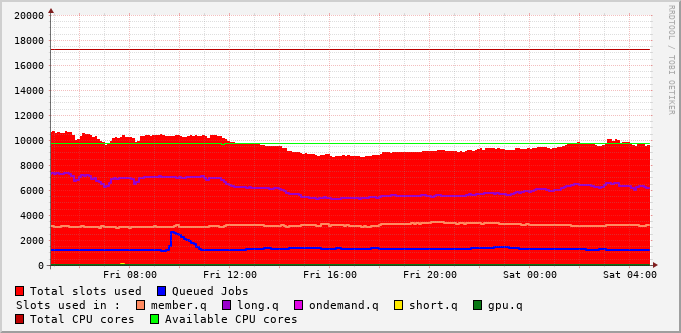 20000
18000
16000
14000
12000
10000
8000
6000
4000
2000
0
Fri 08:00 Fri 12:00 Fri 16:00 Fri 20:00 Sat 00:00 Sat 04:00
Total slots used Queued Jobs
Slots used in : member.q long.q ondemand.q short.q gpu.q
Total CPU cores Available CPU cores
RRDTOOL / TOBI OETIKER